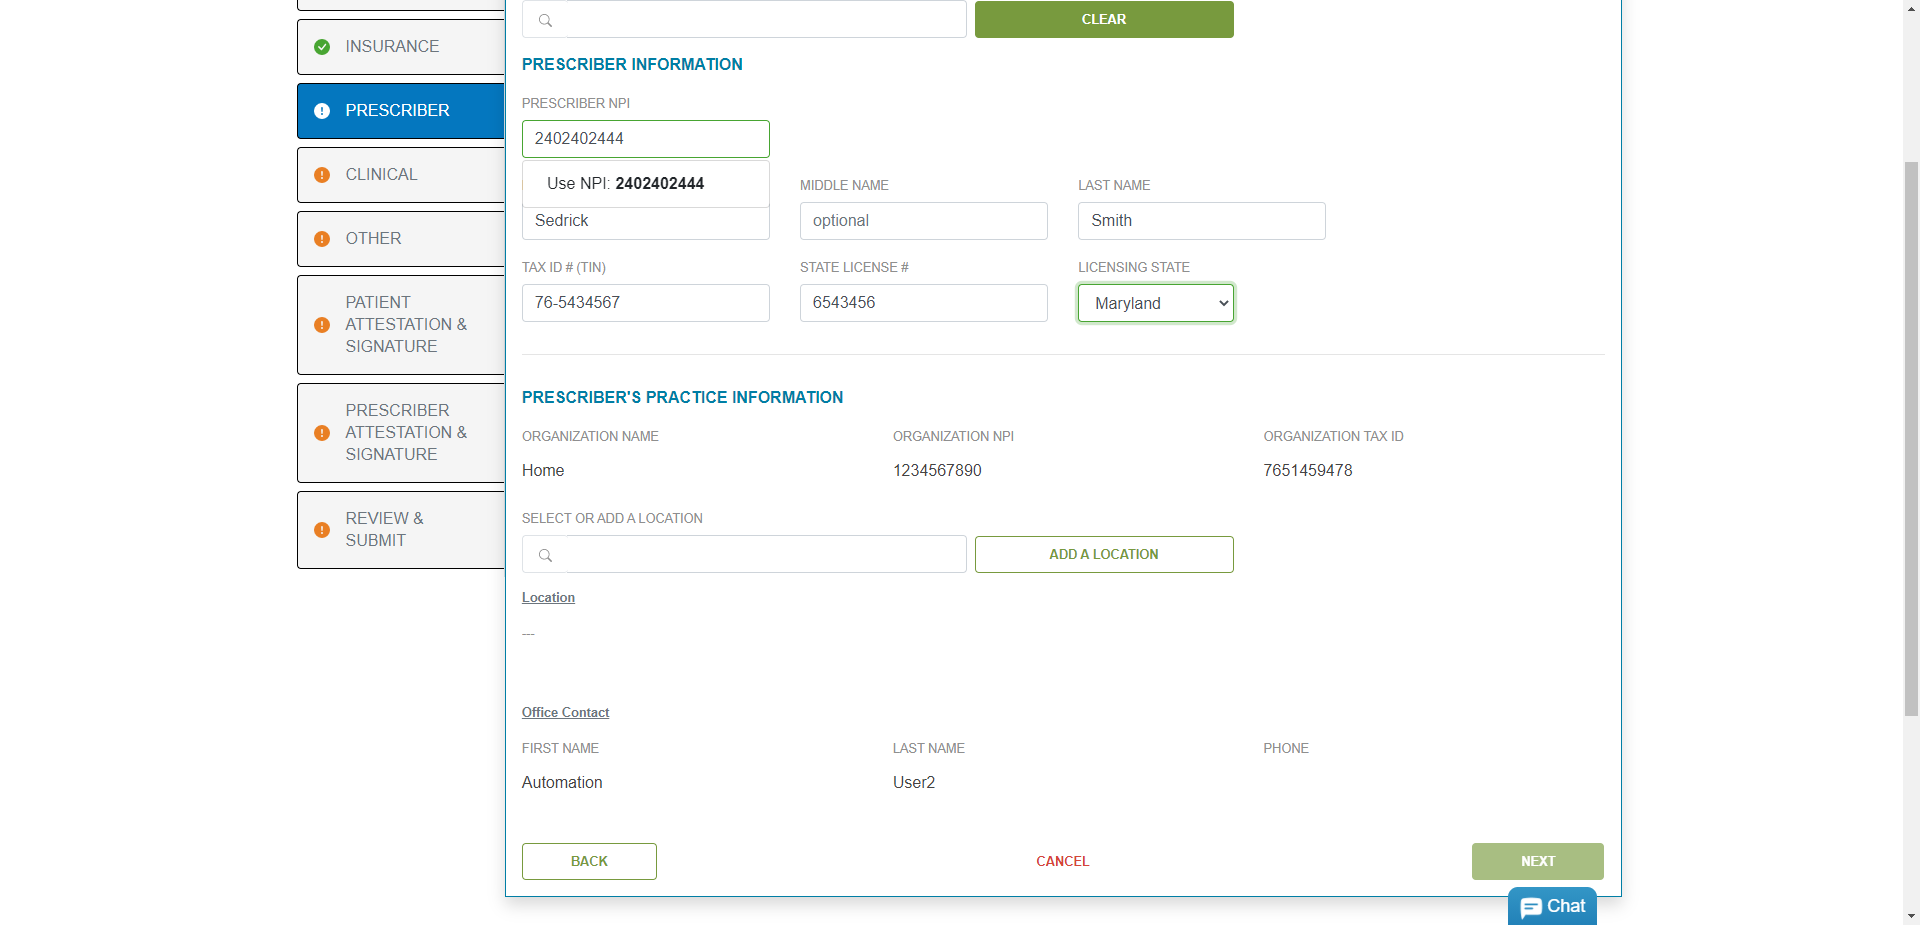 CLEAR
INSURANCE
PRESCRIBER
CLINICAL
OTHER
PATIENT
ATTESTATION &
SIGNATURE
PRESCRIBER
ATTESTATION &
SIGNATURE
REVIEW &
SUBMIT
PRESCRIBER INFORMATION
PRESCRIBER NPI
2402402444
Use NPI: 2402402444
MIDDLE NAME
LAST NAME
Sedrick
optional
Smith
TAX ID # (TIN)
STATE LICENSE #
LICENSING STATE
76-5434567
6543456
Maryland
PRESCRIBER'S PRACTICE INFORMATION
ORGANIZATION NAME
ORGANIZATION NPI
ORGANIZATION TAX ID
Home
1234567890
7651459478
SELECT OR ADD A LOCATION
ADD A LOCATION
Location
---
Office Contact
FIRST NAME
LAST NAME
PHONE
Automation
User2
BACK
CANCEL
NEXT
Chat